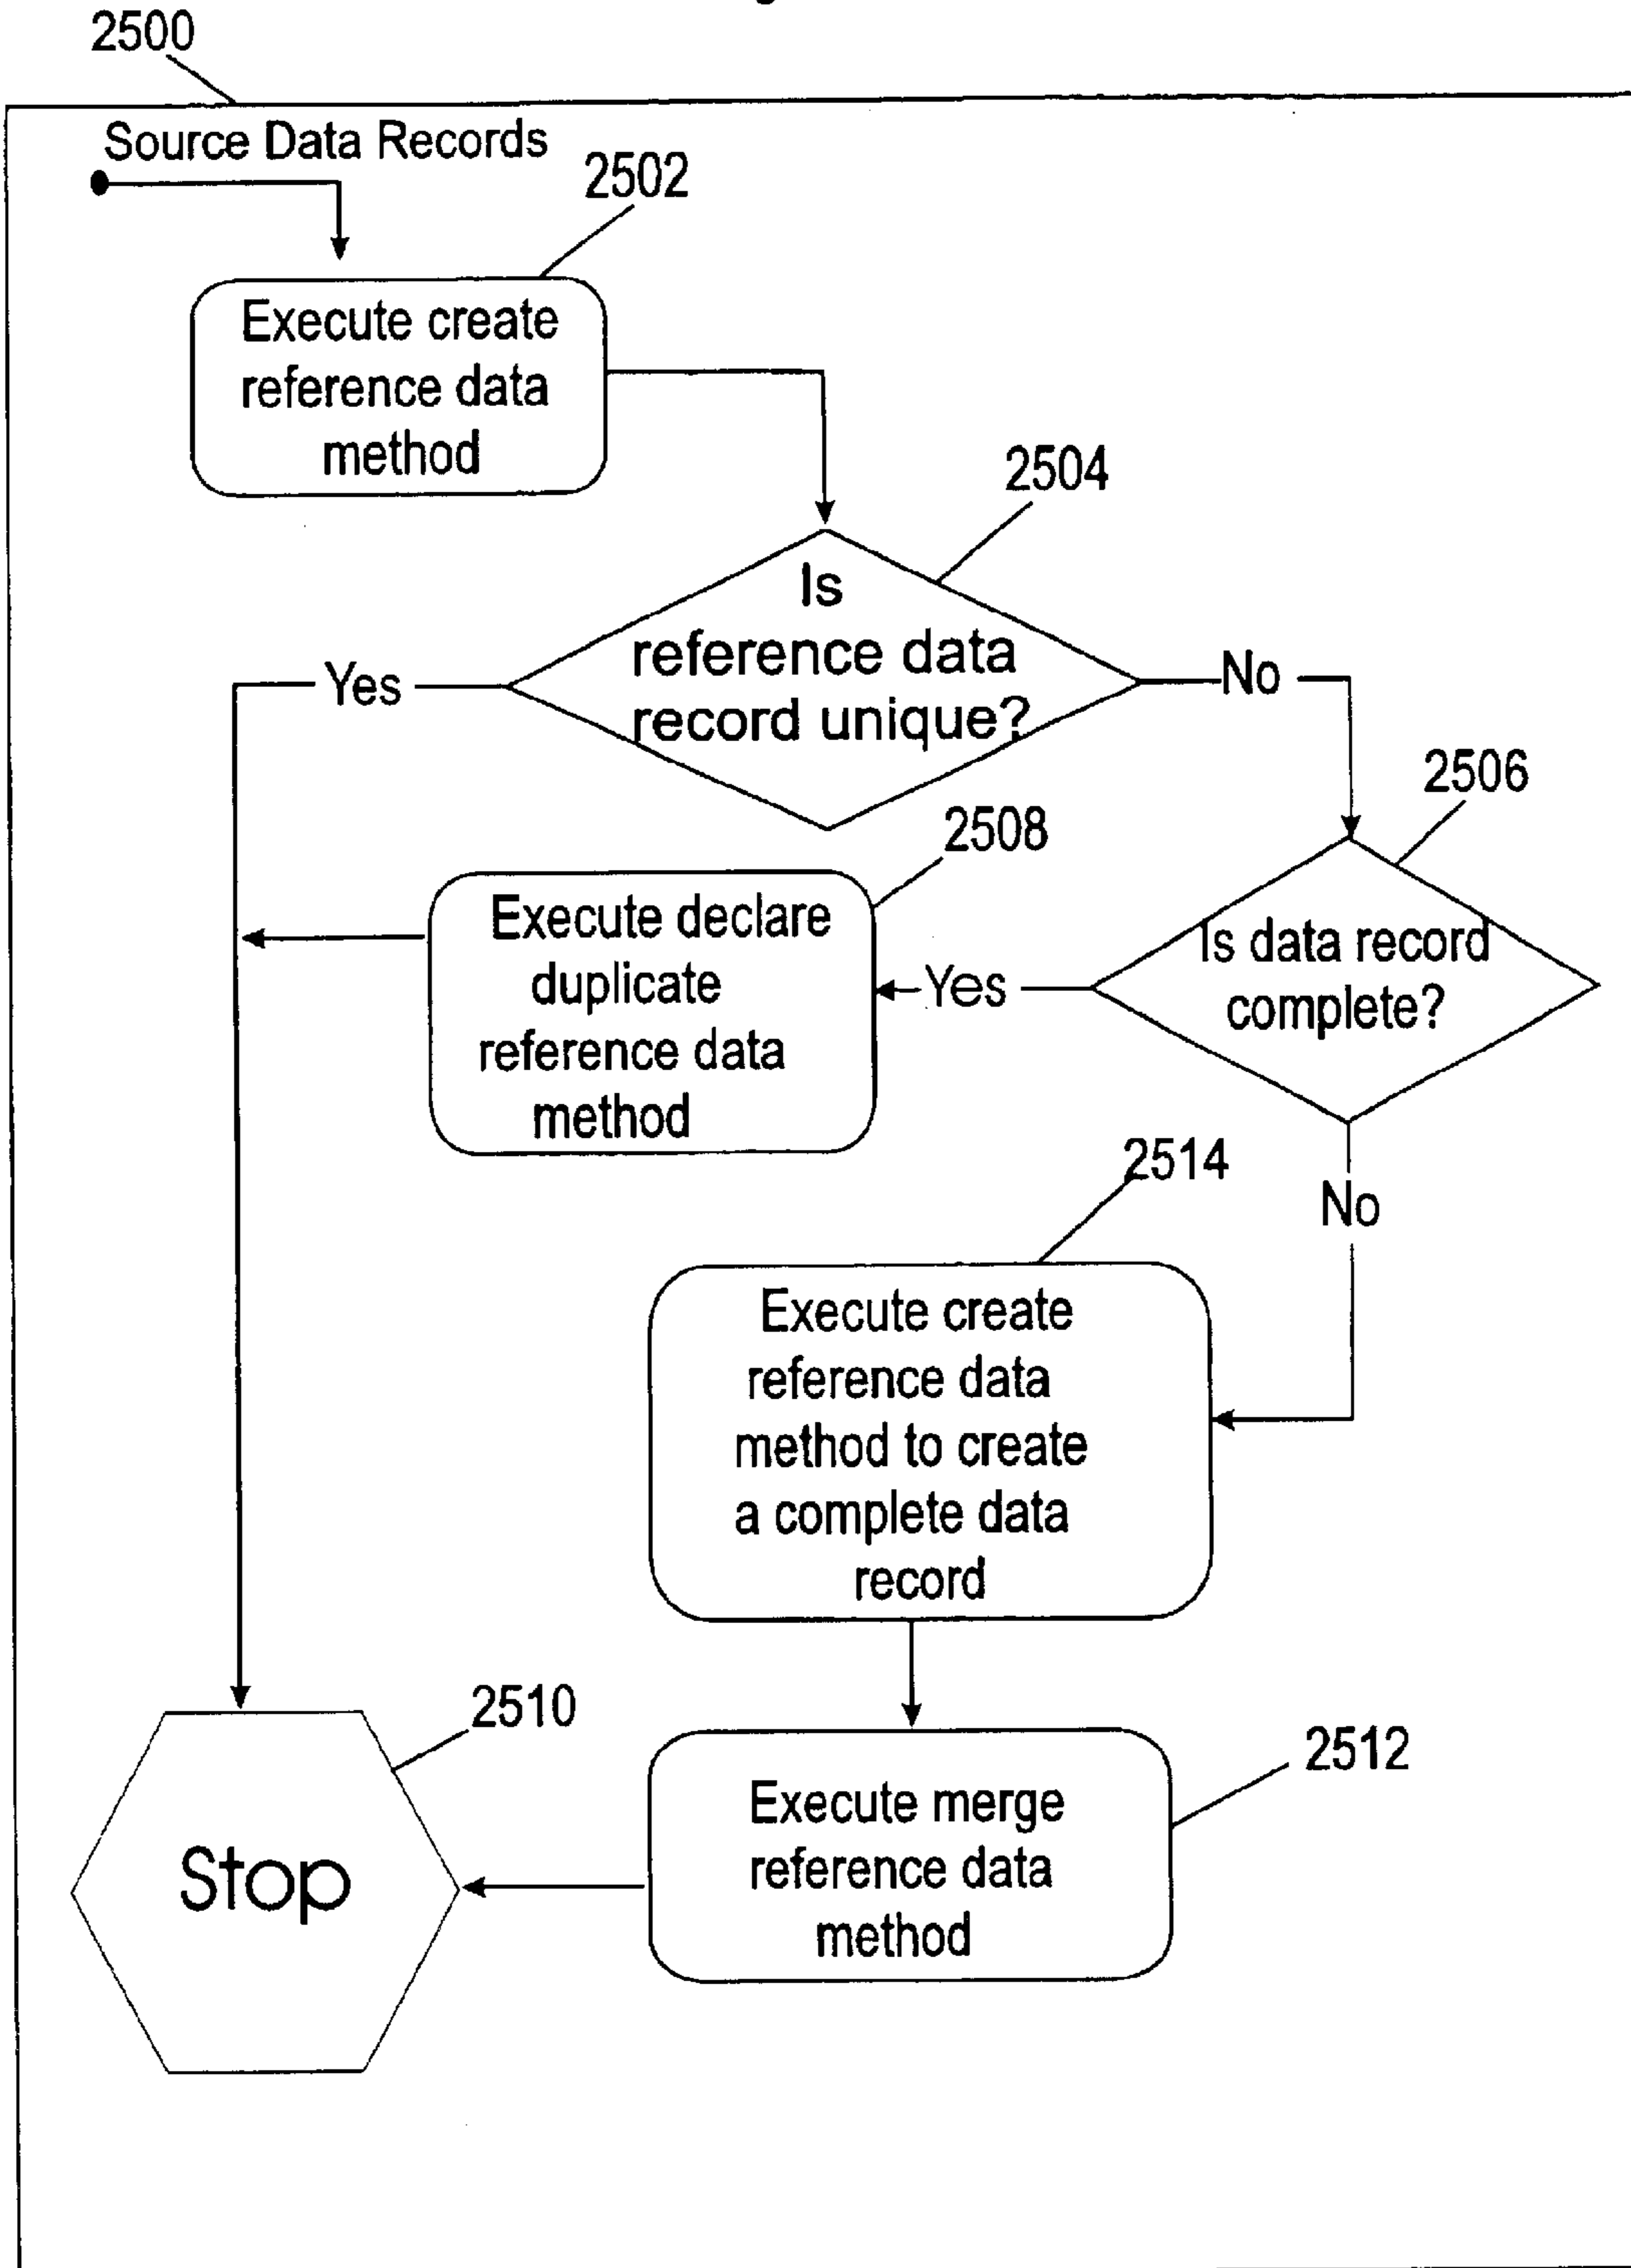 2500
Source Data Records
2502
Execute create
reference data
method
2504
Is
reference data
record unique?
Yes
No
2506
2508
Execute declare
duplicate
reference data
method
Yes
Is data record
complete?
2514
No
Execute create
reference data
method to create
a complete data
record
2510
Stop
2512
Execute merge
reference data
method